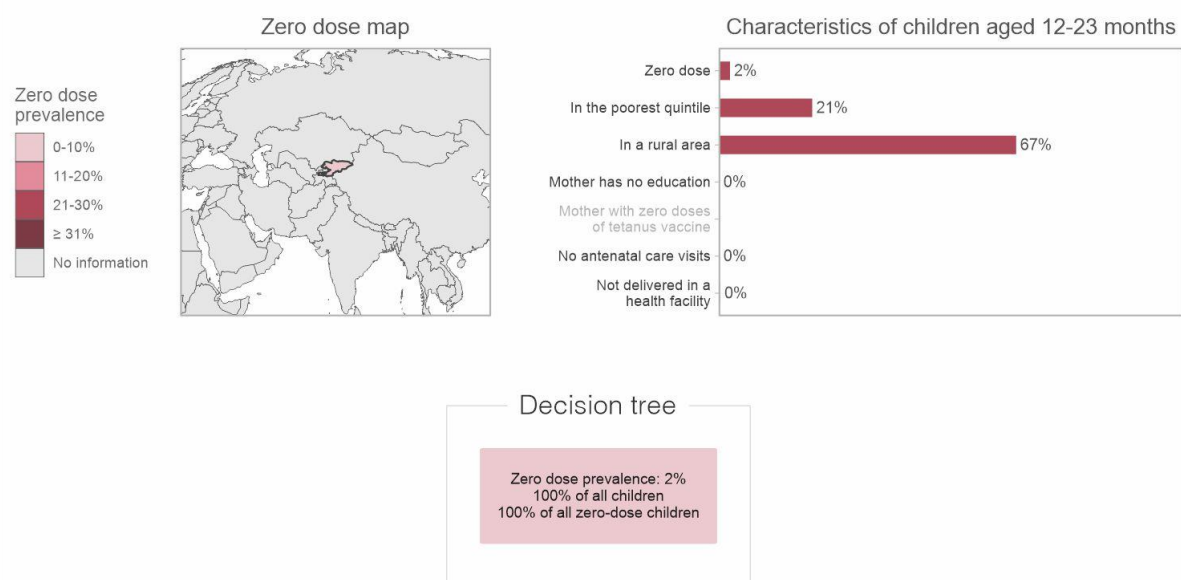 Zero dose map
Zero dose
prevalence
0-10%
11-20%
21-30%
≥ 31%
No information
Characteristics of children aged 12-23 months
Zero dose 2%
In the poorest quintile 21%
In a rural area 67%
Mother has no education 0%
Mother with zero doses
of tetanus vaccine
No antenatal care visits 0%
Not delivered in a
health facility 0%
Decision tree
Zero dose prevalence: 2%
100% of all children
100% of all zero-dose children